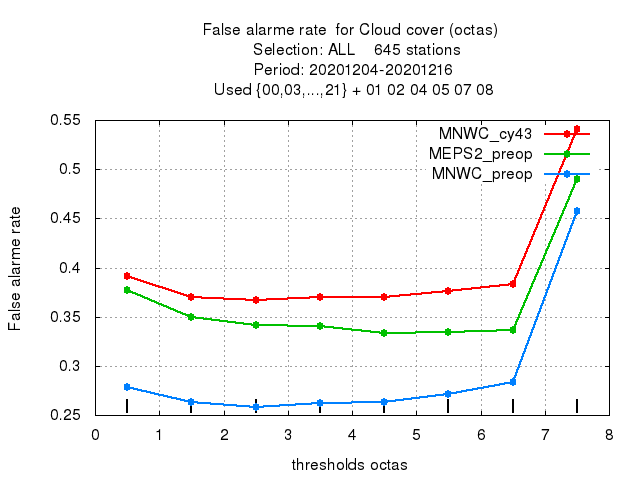 False alarme rate  for Cloud cover (octas)
Selection: ALL    645 stations
Period: 20201204-20201216
Used {00,03,...,21} + 01 02 04 05 07 08
MNWC_cy43
MEPS2_preop
MNWC_preop
0.55
0.5
0.45
0.4
0.35
0.3
0.25
False alarme rate
0 1 2 3 4 5 6 7 8
thresholds octas